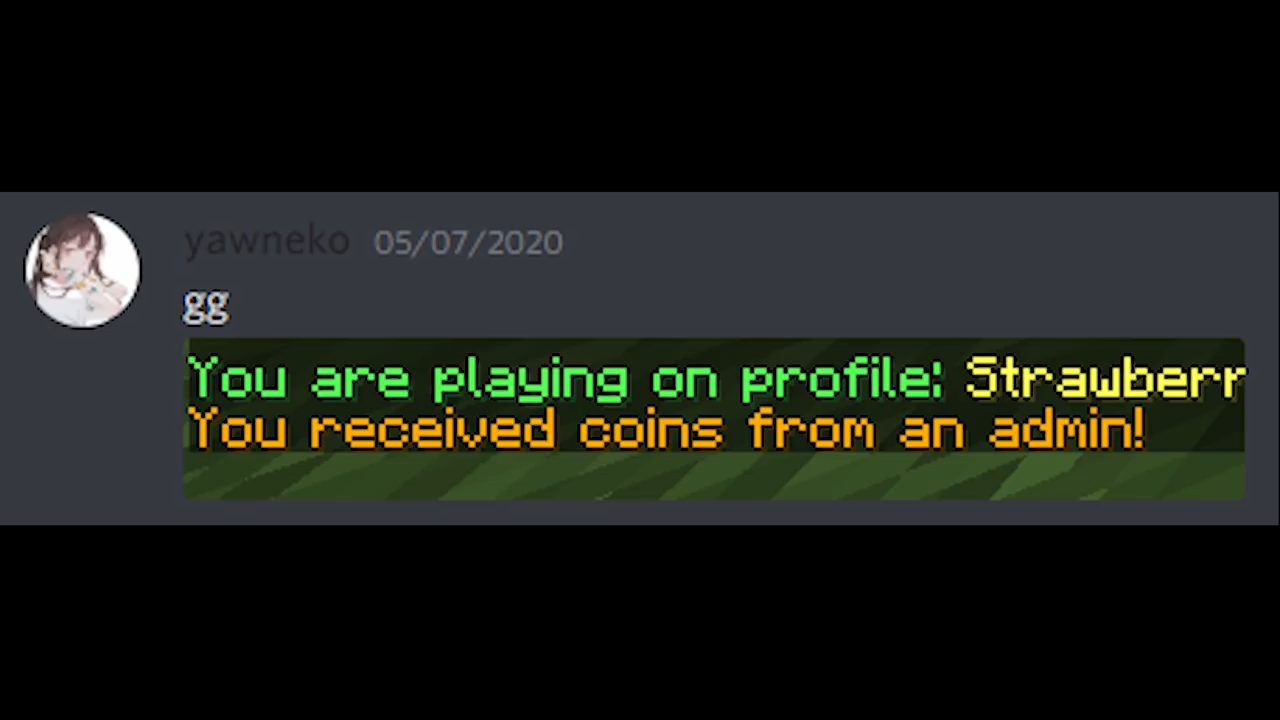 yawneko 05/07/2020
gg
You are playing on profile: Strawberr
You received coins from an admin!